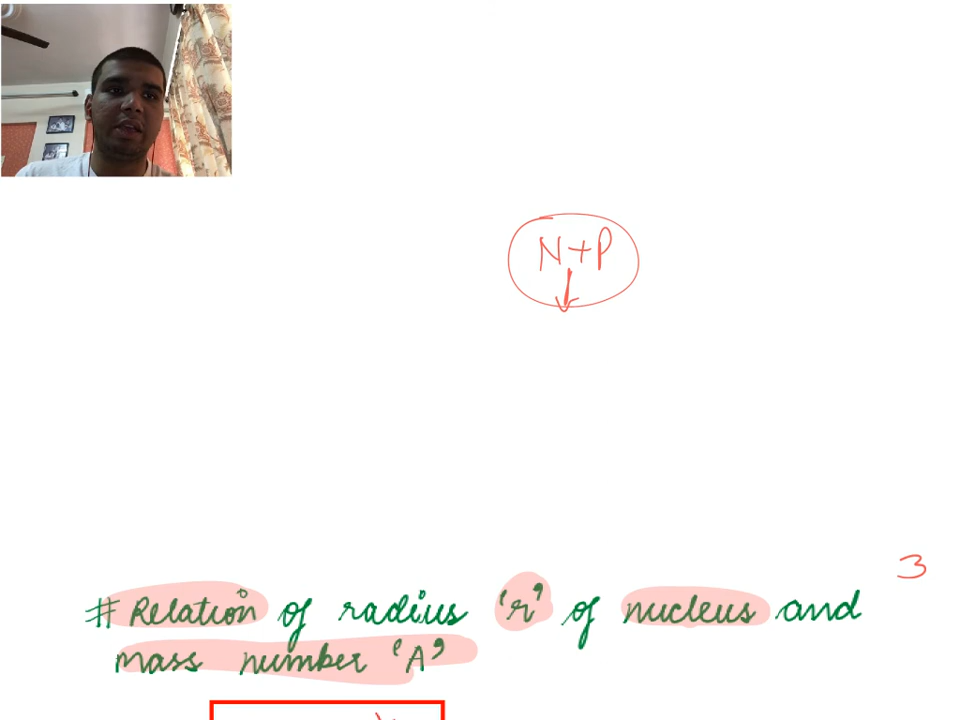 N+P
3
# Relation of radius 'r' of nucleus and
mass number 'A'